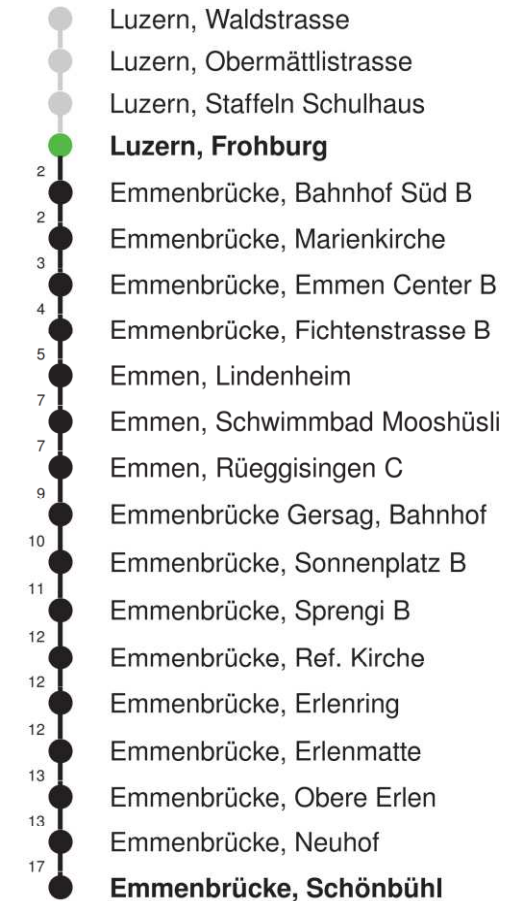 Luzern, Waldstrasse
Luzern, Obermättlistrasse
Luzern, Staffeln Schulhaus
Luzern, Frohburg
2 Emmenbrücke, Bahnhof Süd B
2 Emmenbrücke, Marienkirche
3 Emmenbrücke, Emmen Center B
4 Emmenbrücke, Fichtenstrasse B
5 Emmen, Lindenheim
7 Emmen, Schwimmbad Mooshüsli
7 Emmen, Rüeggisingen C
9 Emmenbrücke Gersag, Bahnhof
10 Emmenbrücke, Sonnenplatz B
11 Emmenbrücke, Sprengi B
12 Emmenbrücke, Ref. Kirche
12 Emmenbrücke, Erlenring
12 Emmenbrücke, Erlenmatte
13 Emmenbrücke, Obere Erlen
13 Emmenbrücke, Neuhof
17 Emmenbrücke, Schönbühl